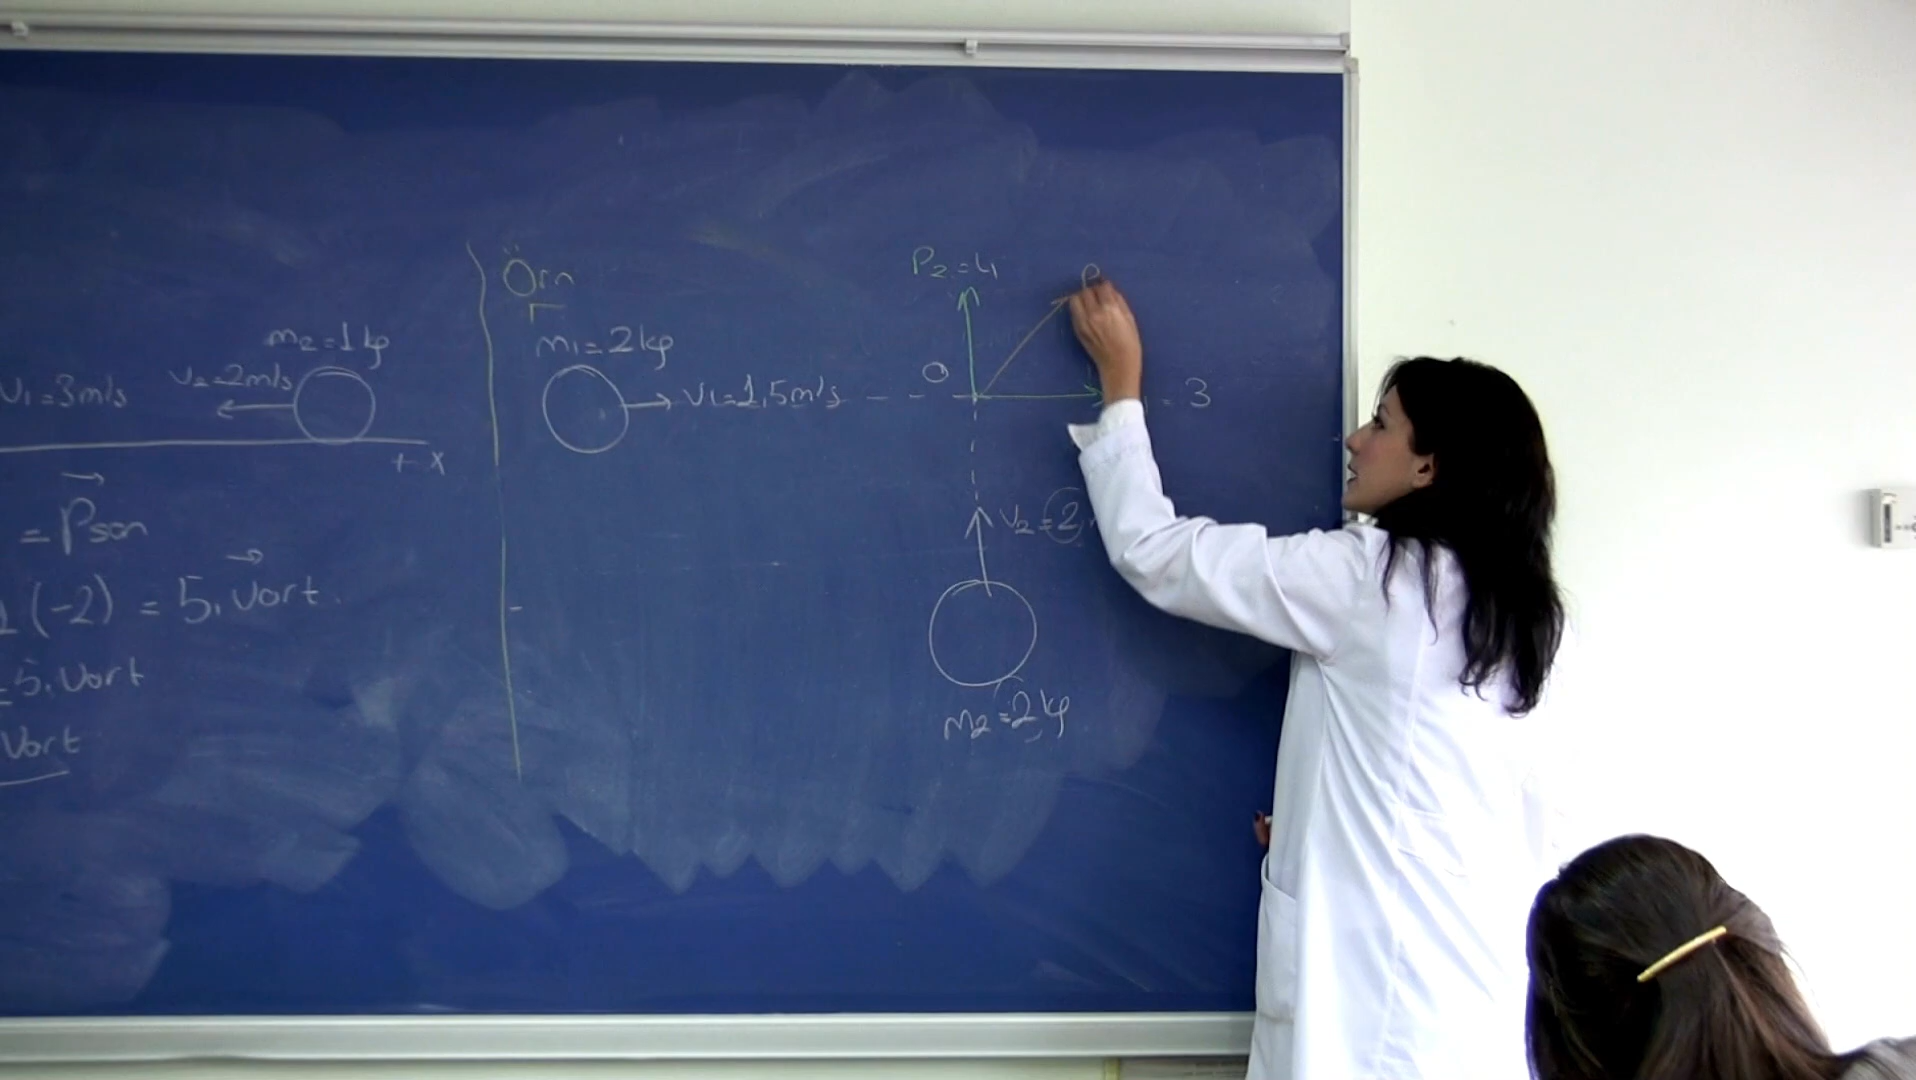 m2=1kg
V1=3m/s
V2=2m/s
+ x
= Pson
1(-2) = 5.Vort.
=5.Vort
Vort
Örn
m1=2kg
V1=1,5m/s
P2=4
P
O
= 3
V2=2
m2=2kg